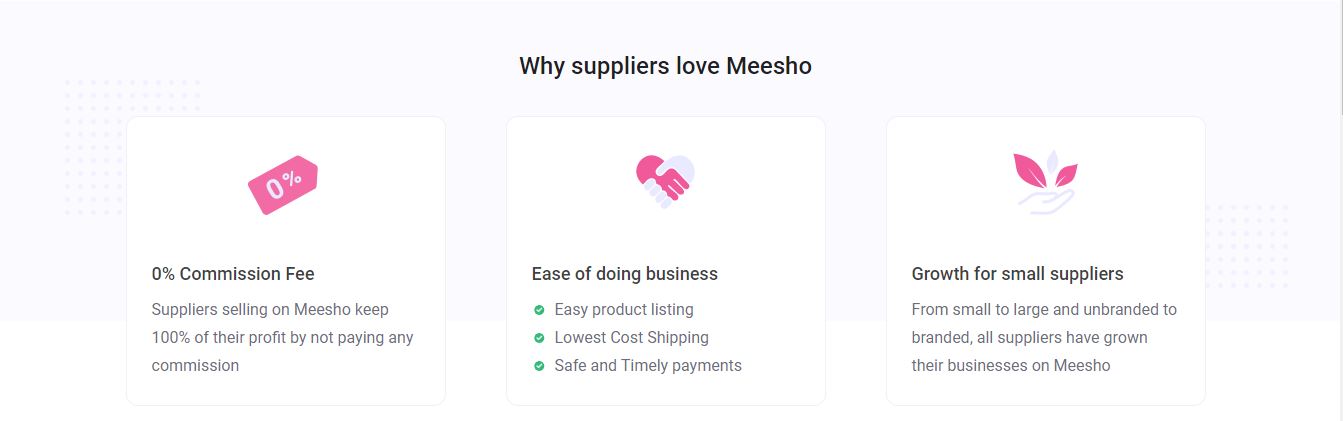 Why suppliers love Meesho
0%
0% Commission Fee
Suppliers selling on Meesho keep
100% of their profit by not paying any
commission
Ease of doing business
Easy product listing
Lowest Cost Shipping
Safe and Timely payments
Growth for small suppliers
From small to large and unbranded to
branded, all suppliers have grown
their businesses on Meesho